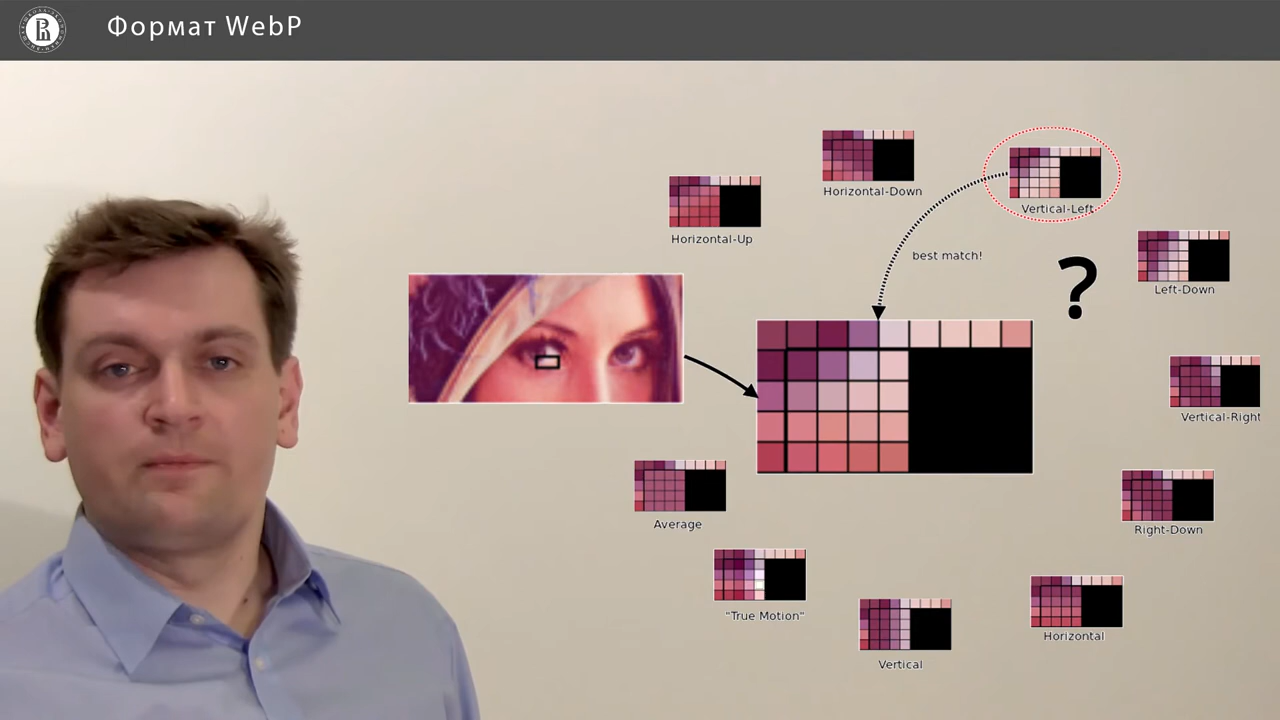 Формат WebP
Horizontal-Down
Vertical-Left
Horizontal-Up
best match!
?
Left-Down
Vertical-Right
Average
Right-Down
"True Motion"
Horizontal
Vertical